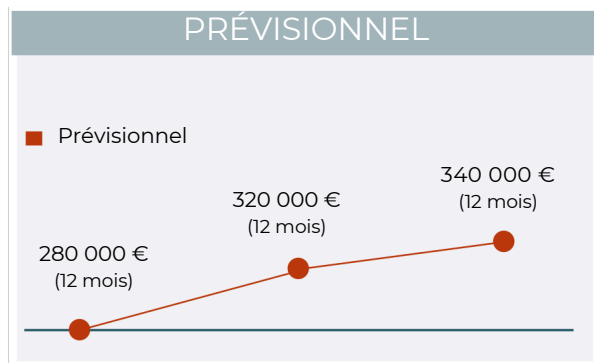 PRÉVISIONNEL
Prévisionnel
340 000 €
(12 mois)
320 000 €
(12 mois)
280 000 €
(12 mois)